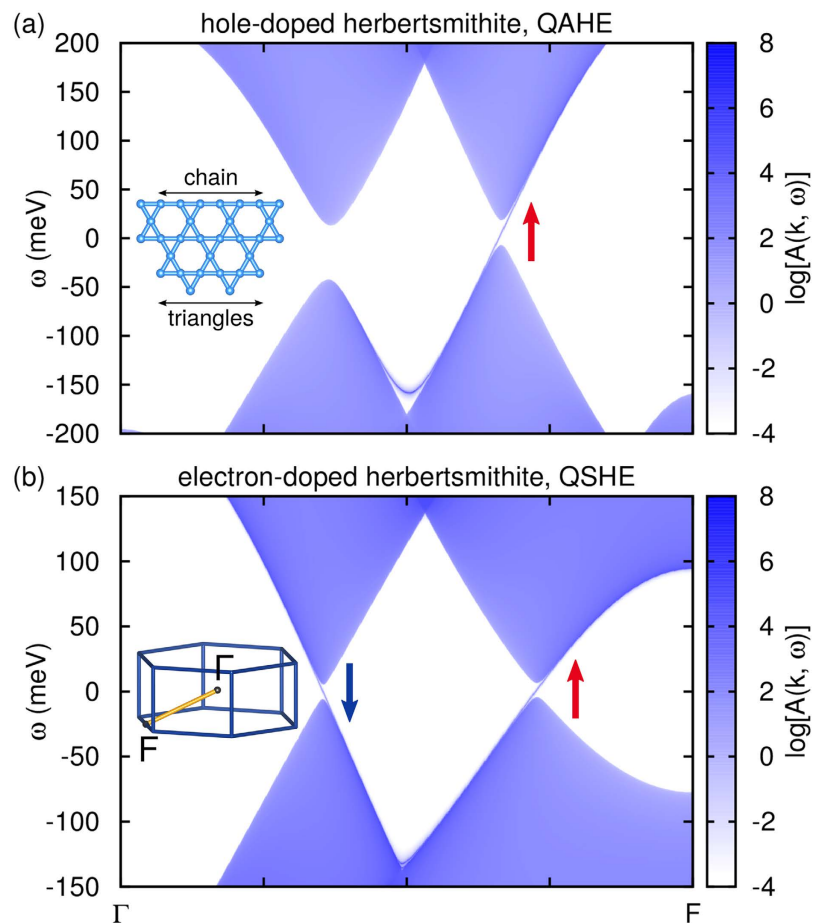 (a) hole-doped herbertsmithite, QAHE
200
150
100
50
0
-50
-100
-150
-200
ω (meV)
chain
triangles
8
6
4
2
0
-2
-4
log[A(k, ω)]
(b) electron-doped herbertsmithite, QSHE
150
100
50
0
-50
-100
-150
ω (meV)
Γ
F
8
6
4
2
0
-2
-4
log[A(k, ω)]
Γ F